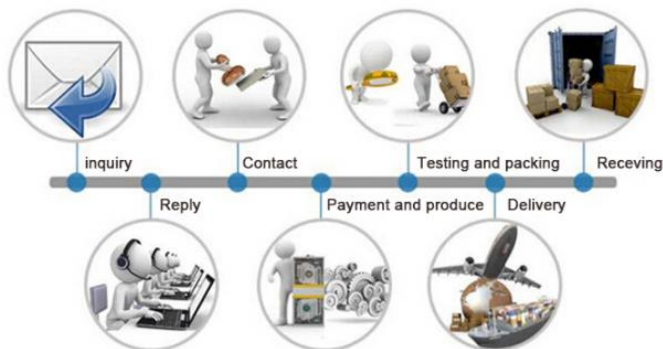 inquiry
Contact
Testing and packing
Receving
Reply
Payment and produce
Delivery